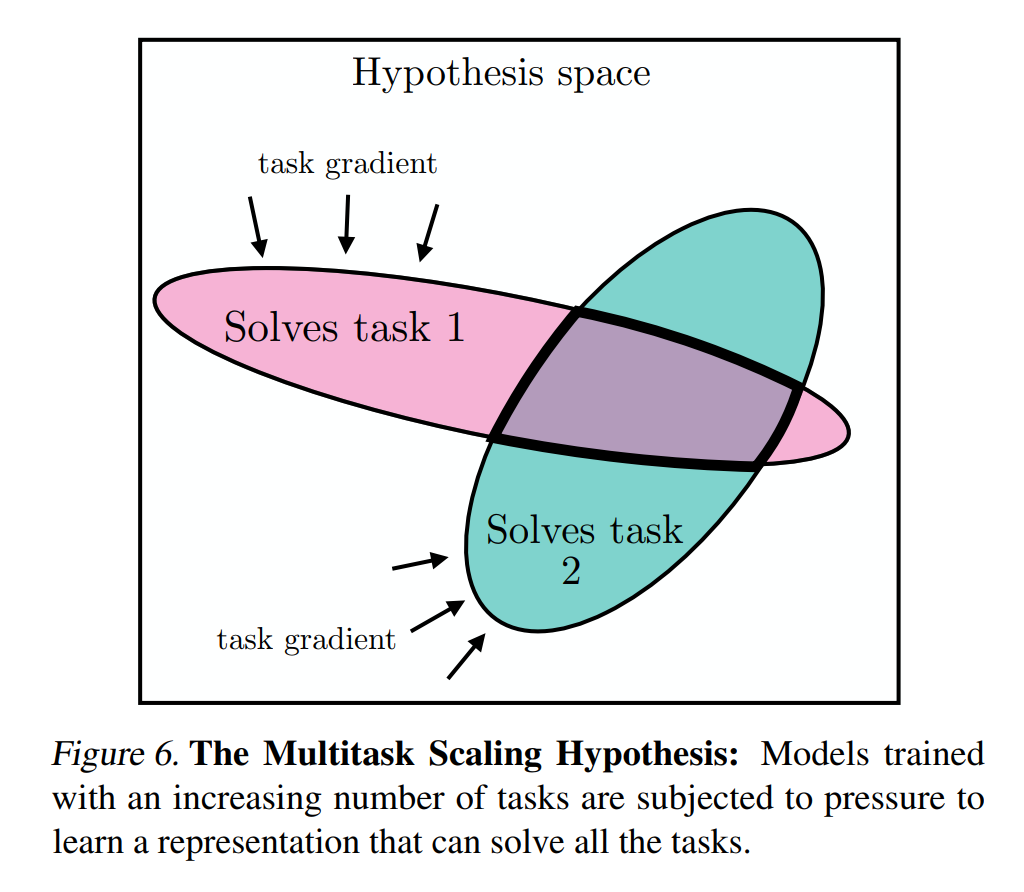 Hypothesis space
task gradient
Solves task 1
Solves task
2
task gradient
Figure 6. The Multitask Scaling Hypothesis: Models trained
with an increasing number of tasks are subjected to pressure to
learn a representation that can solve all the tasks.